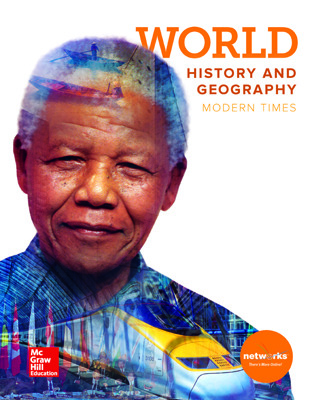 WORLD
HISTORY AND
GEOGRAPHY
MODERN TIMES
Mc
Graw
Hill
Education
networks